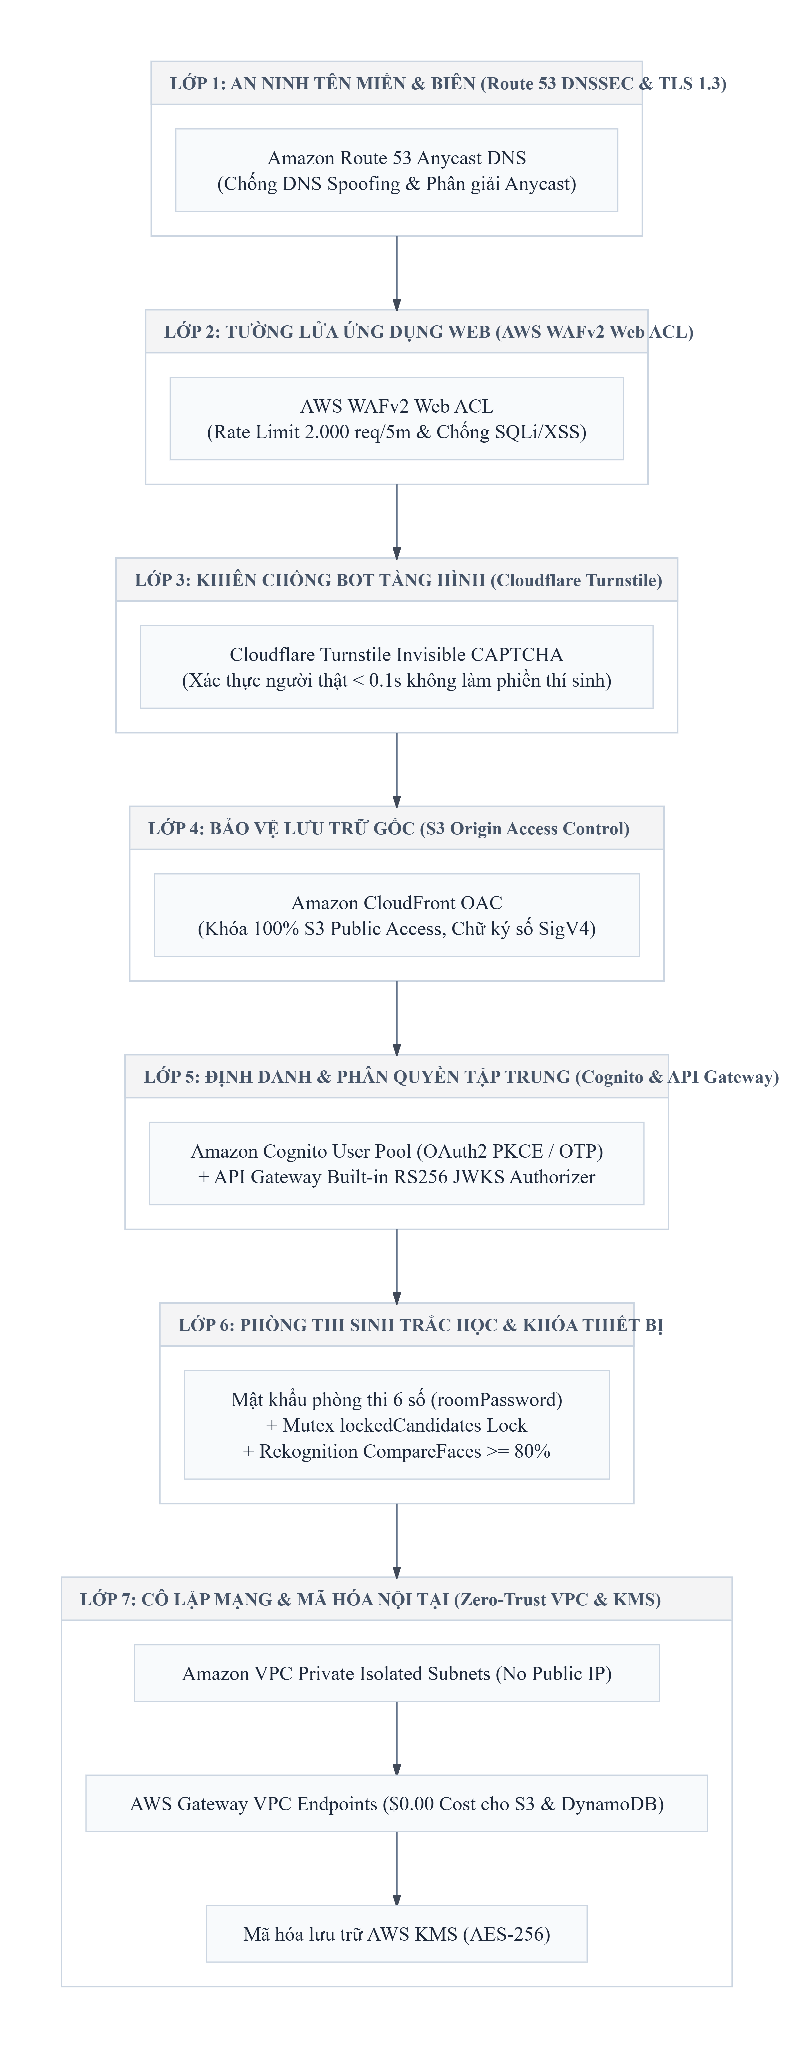 LỚP 1: AN NINH TÊN MIỀN & BIÊN (Route 53 DNSSEC & TLS 1.3)
Amazon Route 53 Anycast DNS
(Chống DNS Spoofing & Phân giải Anycast)
LỚP 2: TƯỜNG LỬA ỨNG DỤNG WEB (AWS WAFv2 Web ACL)
AWS WAFv2 Web ACL
(Rate Limit 2.000 req/5m & Chống SQLi/XSS)
LỚP 3: KHIÊN CHỐNG BOT TÀNG HÌNH (Cloudflare Turnstile)
Cloudflare Turnstile Invisible CAPTCHA
(Xác thực người thật < 0.1s không làm phiền thí sinh)
LỚP 4: BẢO VỆ LƯU TRỮ GỐC (S3 Origin Access Control)
Amazon CloudFront OAC
(Khóa 100% S3 Public Access, Chữ ký số SigV4)
LỚP 5: ĐỊNH DANH & PHÂN QUYỀN TẬP TRUNG (Cognito & API Gateway)
Amazon Cognito User Pool (OAuth2 PKCE / OTP)
+ API Gateway Built-in RS256 JWKS Authorizer
LỚP 6: PHÒNG THI SINH TRẮC HỌC & KHÓA THIẾT BỊ
Mật khẩu phòng thi 6 số (roomPassword)
+ Mutex lockedCandidates Lock
+ Rekognition CompareFaces >= 80%
LỚP 7: CÔ LẬP MẠNG & MÃ HÓA NỘI TẠI (Zero-Trust VPC & KMS)
Amazon VPC Private Isolated Subnets (No Public IP)
AWS Gateway VPC Endpoints ($0.00 Cost cho S3 & DynamoDB)
Mã hóa lưu trữ AWS KMS (AES-256)